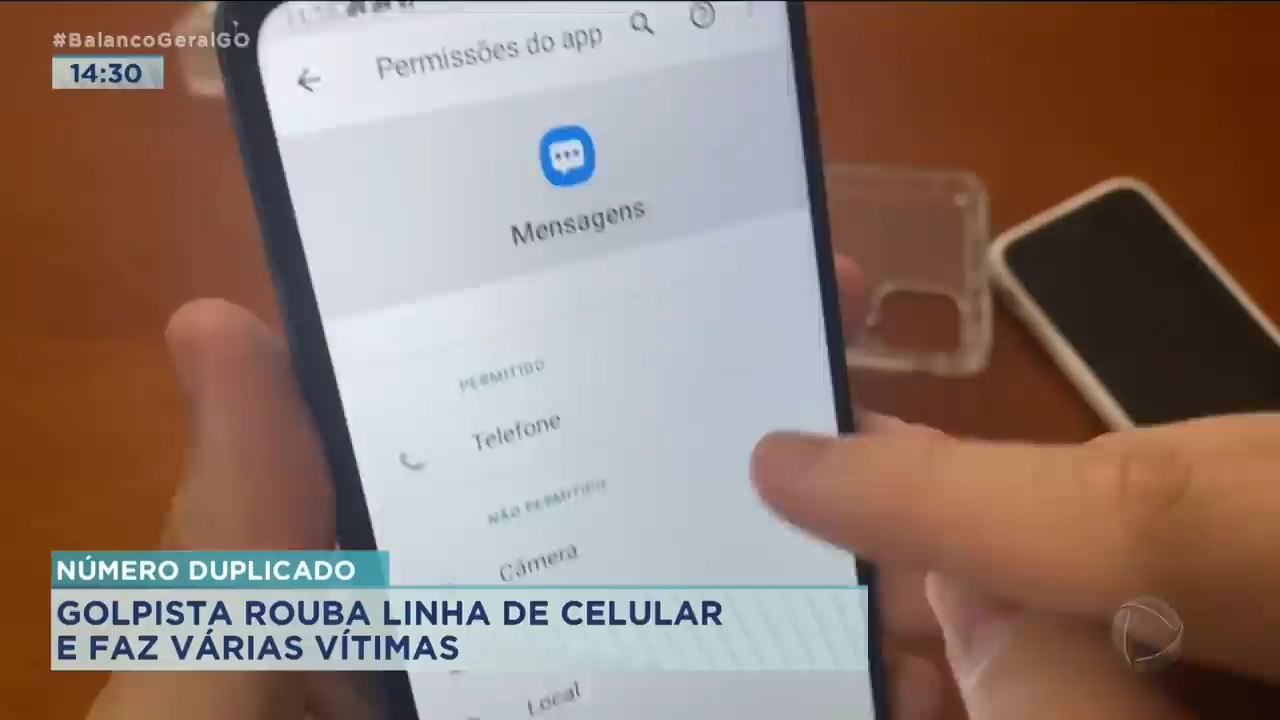 #BalancoGeralGO
14:30
Permissões do app
Mensagens
PERMITIDO
Telefone
NÃO PERMITIDO
Câmera
Local
NÚMERO DUPLICADO
GOLPISTA ROUBA LINHA DE CELULAR
E FAZ VÁRIAS VÍTIMAS